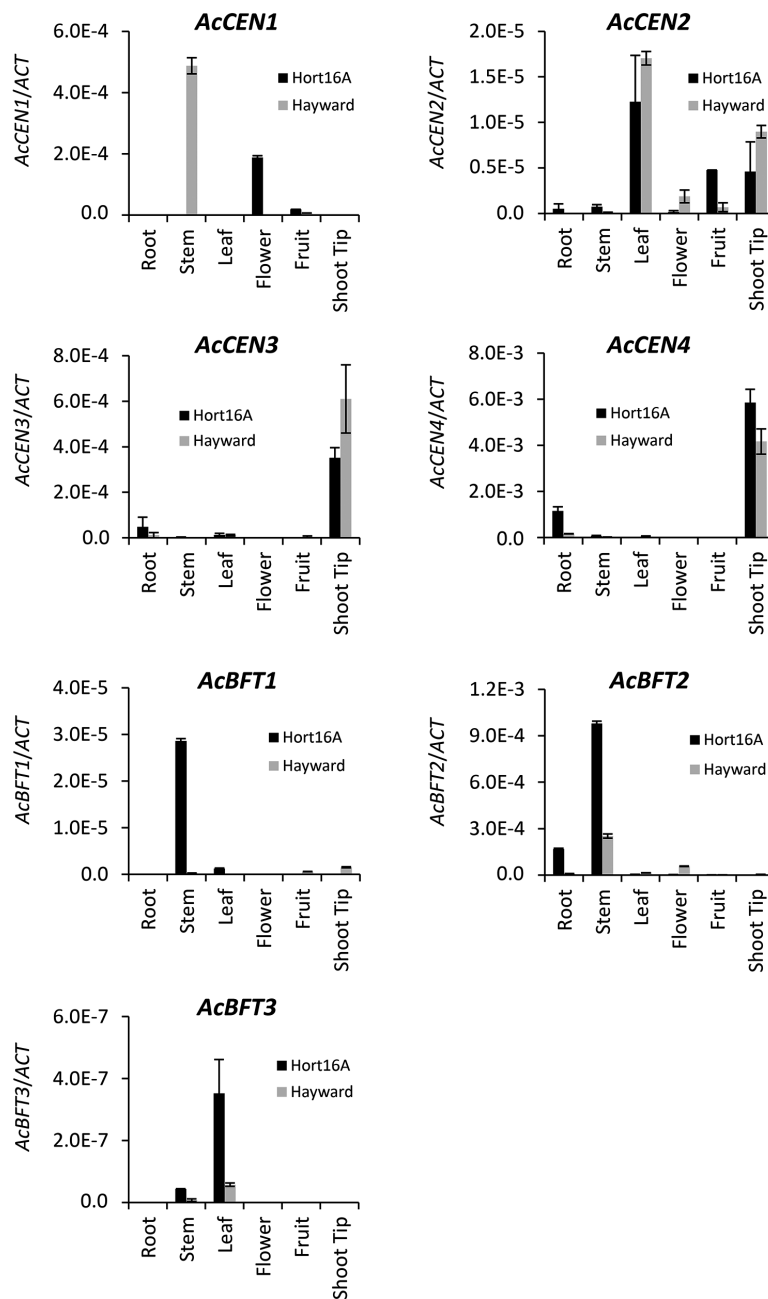 AcCEN1
AcCEN1/ACT
6.0E-4
4.0E-4
2.0E-4
0.0
Hort16A
Hayward
Root
Stem
Leaf
Flower
Fruit
Shoot Tip
AcCEN2
AcCEN2/ACT
2.0E-5
1.5E-5
1.0E-5
0.5E-5
0.0
Hort16A
Hayward
Root
Stem
Leaf
Flower
Fruit
Shoot Tip
AcCEN3
AcCEN3/ACT
8.0E-4
6.0E-4
4.0E-4
2.0E-4
0.0
Hort16A
Hayward
Root
Stem
Leaf
Flower
Fruit
Shoot Tip
AcCEN4
AcCEN4/ACT
8.0E-3
6.0E-3
4.0E-3
2.0E-3
0.0
Hort16A
Hayward
Root
Stem
Leaf
Flower
Fruit
Shoot Tip
AcBFT1
AcBFT1/ACT
4.0E-5
3.0E-5
2.0E-5
1.0E-5
0.0
Hort16A
Hayward
Root
Stem
Leaf
Flower
Fruit
Shoot Tip
AcBFT2
AcBFT2/ACT
1.2E-3
9.0E-4
6.0E-4
3.0E-4
0.0
Hort16A
Hayward
Root
Stem
Leaf
Flower
Fruit
Shoot Tip
AcBFT3
AcBFT3/ACT
6.0E-7
4.0E-7
2.0E-7
0.0
Hort16A
Hayward
Root
Stem
Leaf
Flower
Fruit
Shoot Tip